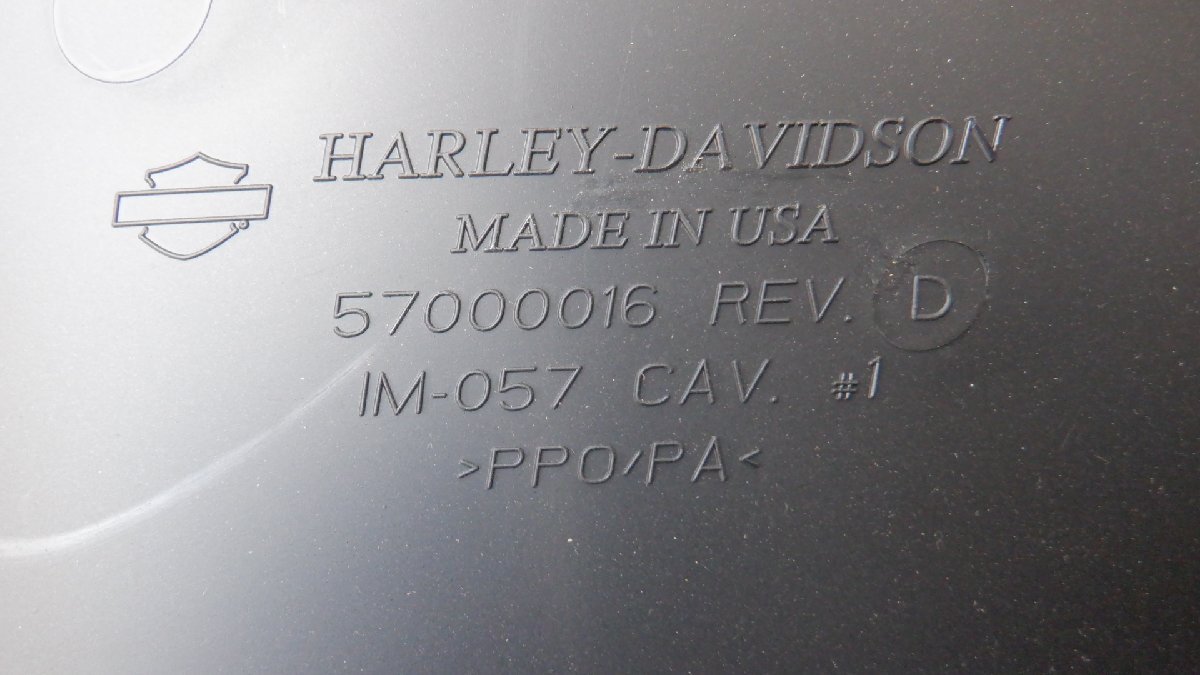 HARLEY-DAVIDSON
MADE IN USA
57000016 REV. D
IM-057 CAV. #1
>PPO/PA<